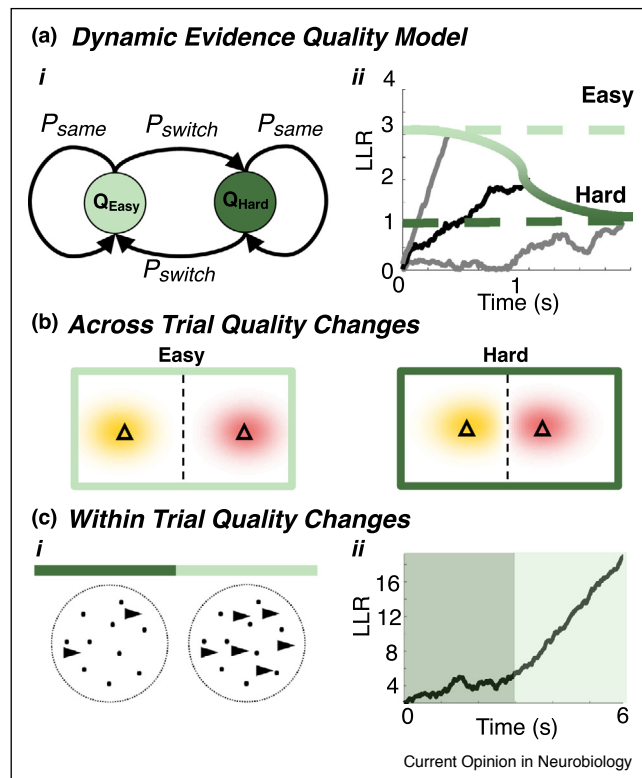 (a) Dynamic Evidence Quality Model
i
P_same P_switch P_same
Q_Easy Q_Hard
P_switch
ii
4
3
2
1
0
LLR
Easy
Hard
0 1
Time (s)
(b) Across Trial Quality Changes
Easy Hard
(c) Within Trial Quality Changes
i
ii
16
12
8
4
LLR
0 6
Time (s)
Current Opinion in Neurobiology